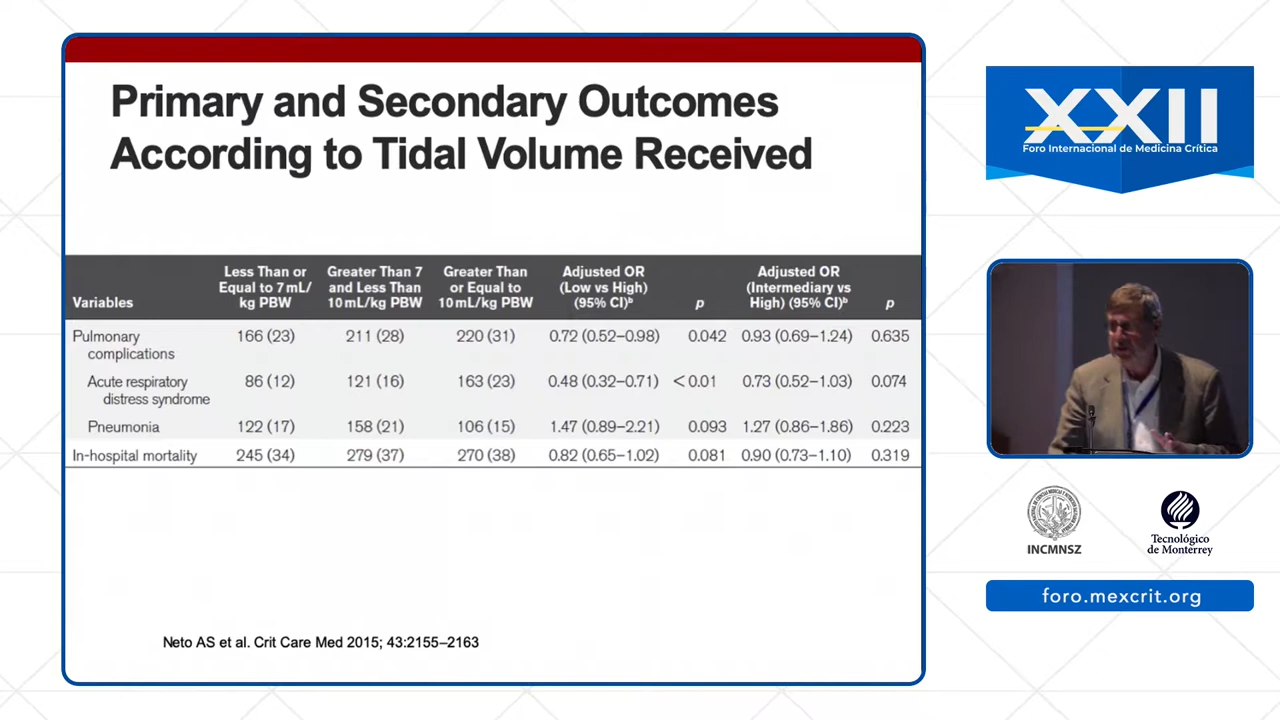 Primary and Secondary Outcomes
According to Tidal Volume Received
Variables
Less Than or
Equal to 7 mL/
kg PBW
Greater Than 7
and Less Than
10 mL/kg PBW
Greater Than
or Equal to
10 mL/kg PBW
Adjusted OR
(Low vs High)
(95% CI)b
p
Adjusted OR
(Intermediary vs
High) (95% CI)b
p
Pulmonary
complications
166 (23) 211 (28) 220 (31) 0.72 (0.52–0.98) 0.042 0.93 (0.69–1.24) 0.635
Acute respiratory
distress syndrome
86 (12) 121 (16) 163 (23) 0.48 (0.32–0.71) < 0.01 0.73 (0.52–1.03) 0.074
Pneumonia 122 (17) 158 (21) 106 (15) 1.47 (0.89–2.21) 0.093 1.27 (0.86–1.86) 0.223
In-hospital mortality 245 (34) 279 (37) 270 (38) 0.82 (0.65–1.02) 0.081 0.90 (0.73–1.10) 0.319
Neto AS et al. Crit Care Med 2015; 43:2155–2163
XXII
Foro Internacional de Medicina Crítica
INCMNSZ
Tecnológico
de Monterrey
foro.mexcrit.org